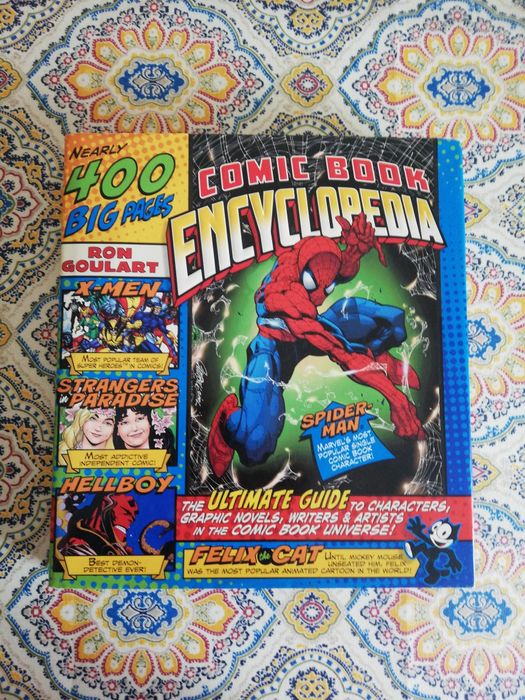 NEARLY
400
BIG PAGES
RON
GOULART
COMIC BOOK
ENCYCLOPEDIA
X-MEN
MOST POPULAR TEAM OF
SUPER HEROES™ IN COMICS!
STRANGERS
in PARADISE
MOST ADDICTIVE
INDEPENDENT COMIC!
HELLBOY
BEST DEMON-
DETECTIVE EVER!
SPIDER-
MAN
MARVEL'S MOST
POPULAR SINGLE
COMIC BOOK
CHARACTER!
THE ULTIMATE GUIDE TO CHARACTERS,
GRAPHIC NOVELS, WRITERS & ARTISTS
IN THE COMIC BOOK UNIVERSE!
FELIX the CAT
UNTIL MICKEY MOUSE
UNSEATED HIM, FELIX
WAS THE MOST POPULAR ANIMATED CARTOON IN THE WORLD!